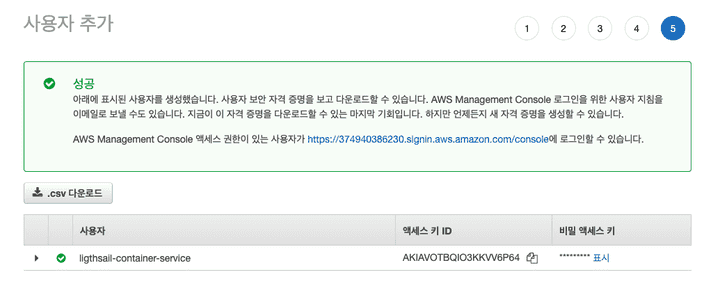 사용자 추가
1 2 3 4 5
성공
아래에 표시된 사용자를 생성했습니다. 사용자 보안 자격 증명을 보고 다운로드할 수 있습니다. AWS Management Console 로그인을 위한 사용자 지침을
이메일로 보낼 수도 있습니다. 지금이 이 자격 증명을 다운로드할 수 있는 마지막 기회입니다. 하지만 언제든지 새 자격 증명을 생성할 수 있습니다.
AWS Management Console 액세스 권한이 있는 사용자가 https://374940386230.signin.aws.amazon.com/console에 로그인할 수 있습니다.
.csv 다운로드
사용자 액세스 키 ID 비밀 액세스 키
ligthsail-container-service AKIAVOTBQIO3KKVV6P64 ********* 표시